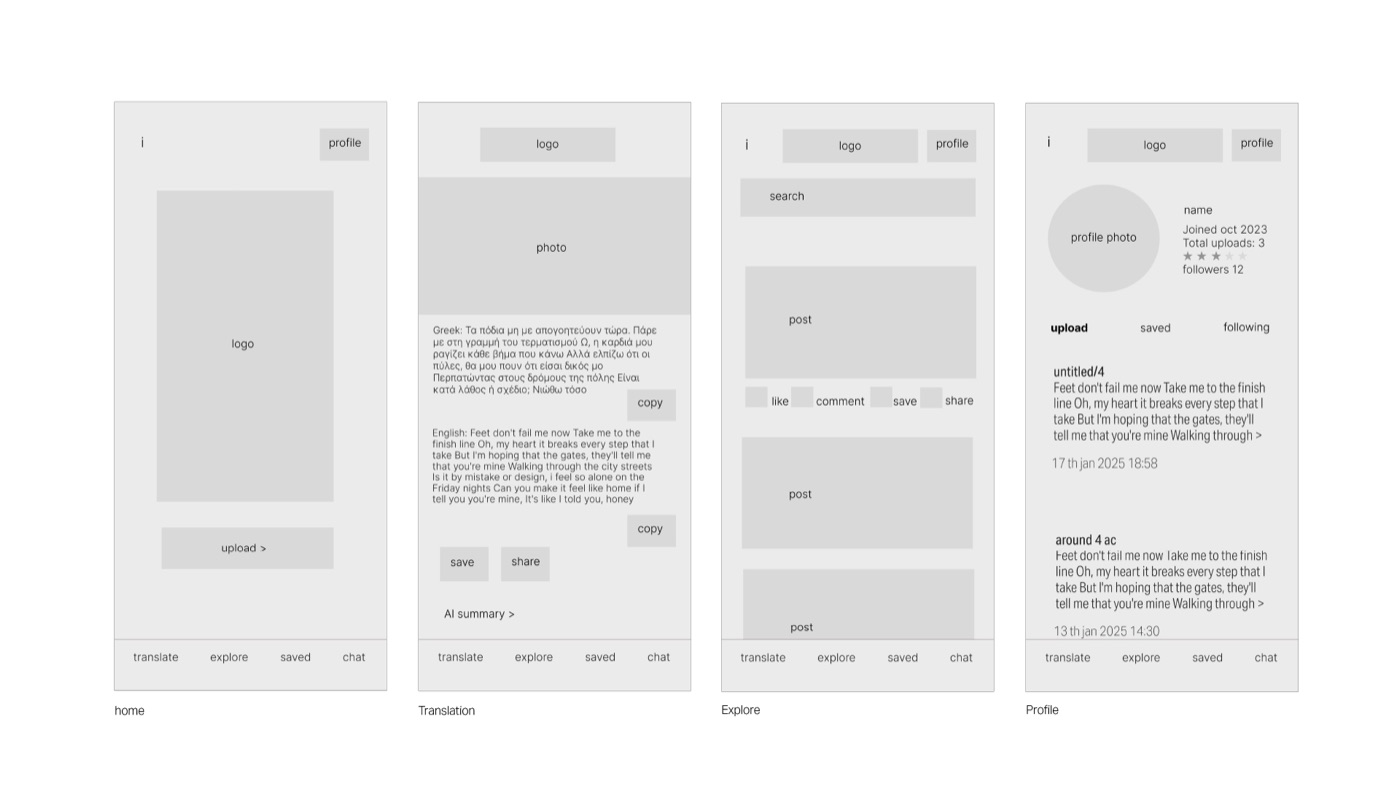 i
profile
logo
upload >
translate explore saved chat
home
logo
photo
Greek: Τα πόδια μη με απογοητεύουν τώρα. Πάρε
με στη γραμμή του τερματισμού Ω, η καρδιά μου
ραγίζει κάθε βήμα που κάνω Αλλά ελπίζω ότι οι
πύλες, θα μου πουν ότι είσαι δικός μο
Περπατώντας στους δρόμους της πόλης Είναι
κατά λάθος ή σχέδιο; Νιώθω τόσο
copy
English: Feet don't fail me now Take me to the
finish line Oh, my heart it breaks every step that I
take But I'm hoping that the gates, they'll tell me
that you're mine Walking through the city streets
Is it by mistake or design, i feel so alone on the
Friday nights Can you make it feel like home if I
tell you you're mine, It's like I told you, honey
copy
save share
AI summary >
translate explore saved chat
Translation
i
logo
profile
search
post
like comment save share
post
post
translate explore saved chat
Explore
i
logo
profile
profile photo
name
Joined oct 2023
Total uploads: 3
followers 12
upload saved following
untitled/4
Feet don't fail me now Take me to the finish
line Oh, my heart it breaks every step that I
take But I'm hoping that the gates, they'll
tell me that you're mine Walking through >
17 th jan 2025 18:58
around 4 ac
Feet don't fail me now Take me to the finish
line Oh, my heart it breaks every step that I
take But I'm hoping that the gates, they'll
tell me that you're mine Walking through >
13 th jan 2025 14:30
translate explore saved chat
Profile